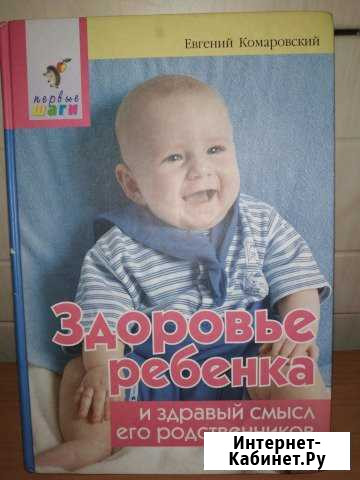 Евгений Комаровский
первые
шаги
Здоровье
ребенка
и здравый смысл
его родственников
Интернет-
Кабинет.Ру